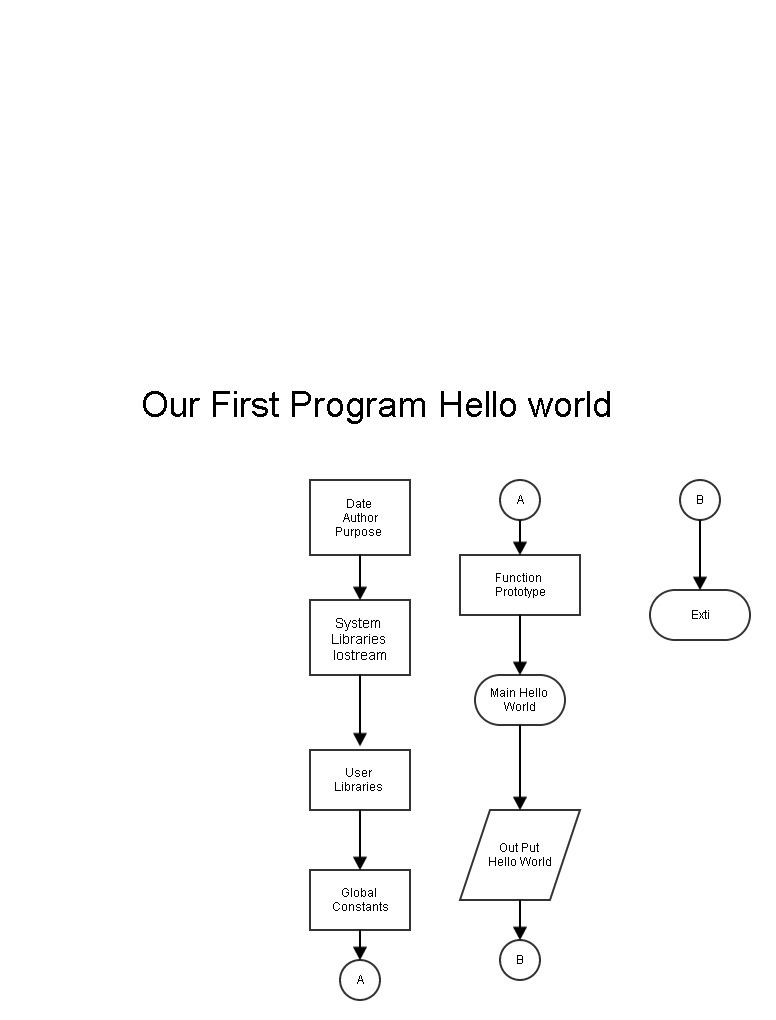 Our First Program Hello world
Date
Author
Purpose
System
Libraries
Iostream
User
Libraries
Global
Constants
A
A
Function
Prototype
Main Hello
World
Out Put
Hello World
B
B
Exti